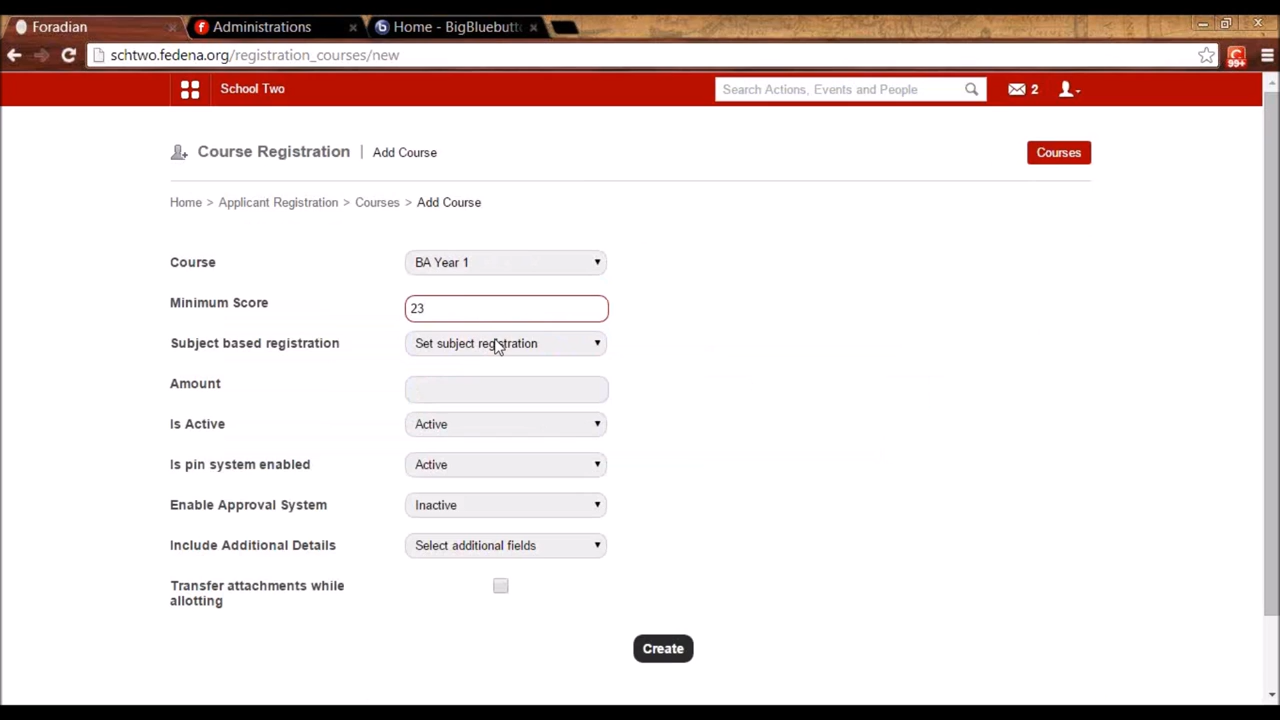 Foradian
Administrations
Home - BigBluebutt
schtwo.fedena.org/registration_courses/new
99+
School Two
Search Actions, Events and People
2
Course Registration | Add Course
Courses
Home > Applicant Registration > Courses > Add Course
Course
BA Year 1
Minimum Score
23
Subject based registration
Set subject registration
Amount
Is Active
Active
Is pin system enabled
Active
Enable Approval System
Inactive
Include Additional Details
Select additional fields
Transfer attachments while
allotting
Create